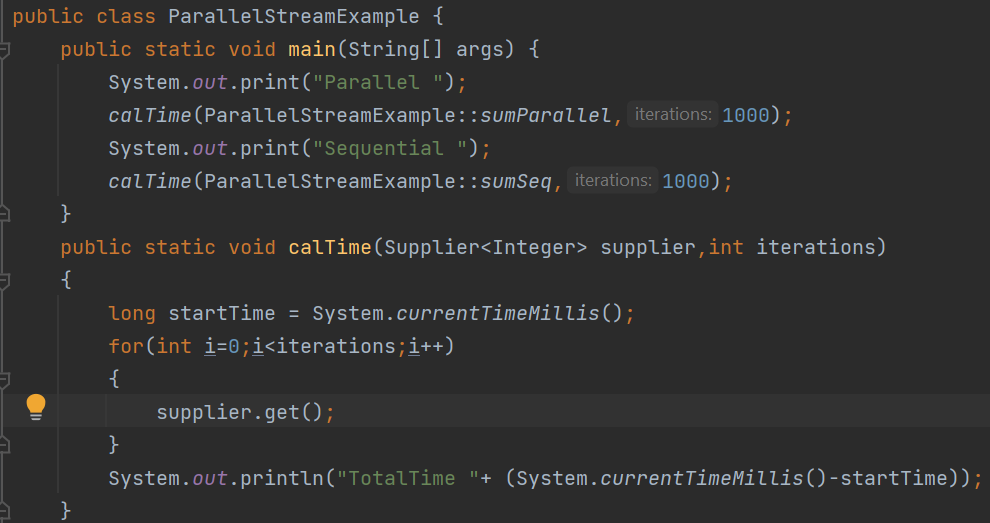 public class ParallelStreamExample {
public static void main(String[] args) {
System.out.print("Parallel ");
calTime(ParallelStreamExample::sumParallel, iterations: 1000);
System.out.print("Sequential ");
calTime(ParallelStreamExample::sumSeq, iterations: 1000);
}
public static void calTime(Supplier<Integer> supplier,int iterations)
{
long startTime = System.currentTimeMillis();
for(int i=0;i<iterations;i++)
{
supplier.get();
}
System.out.println("TotalTime "+ (System.currentTimeMillis()-startTime));
}